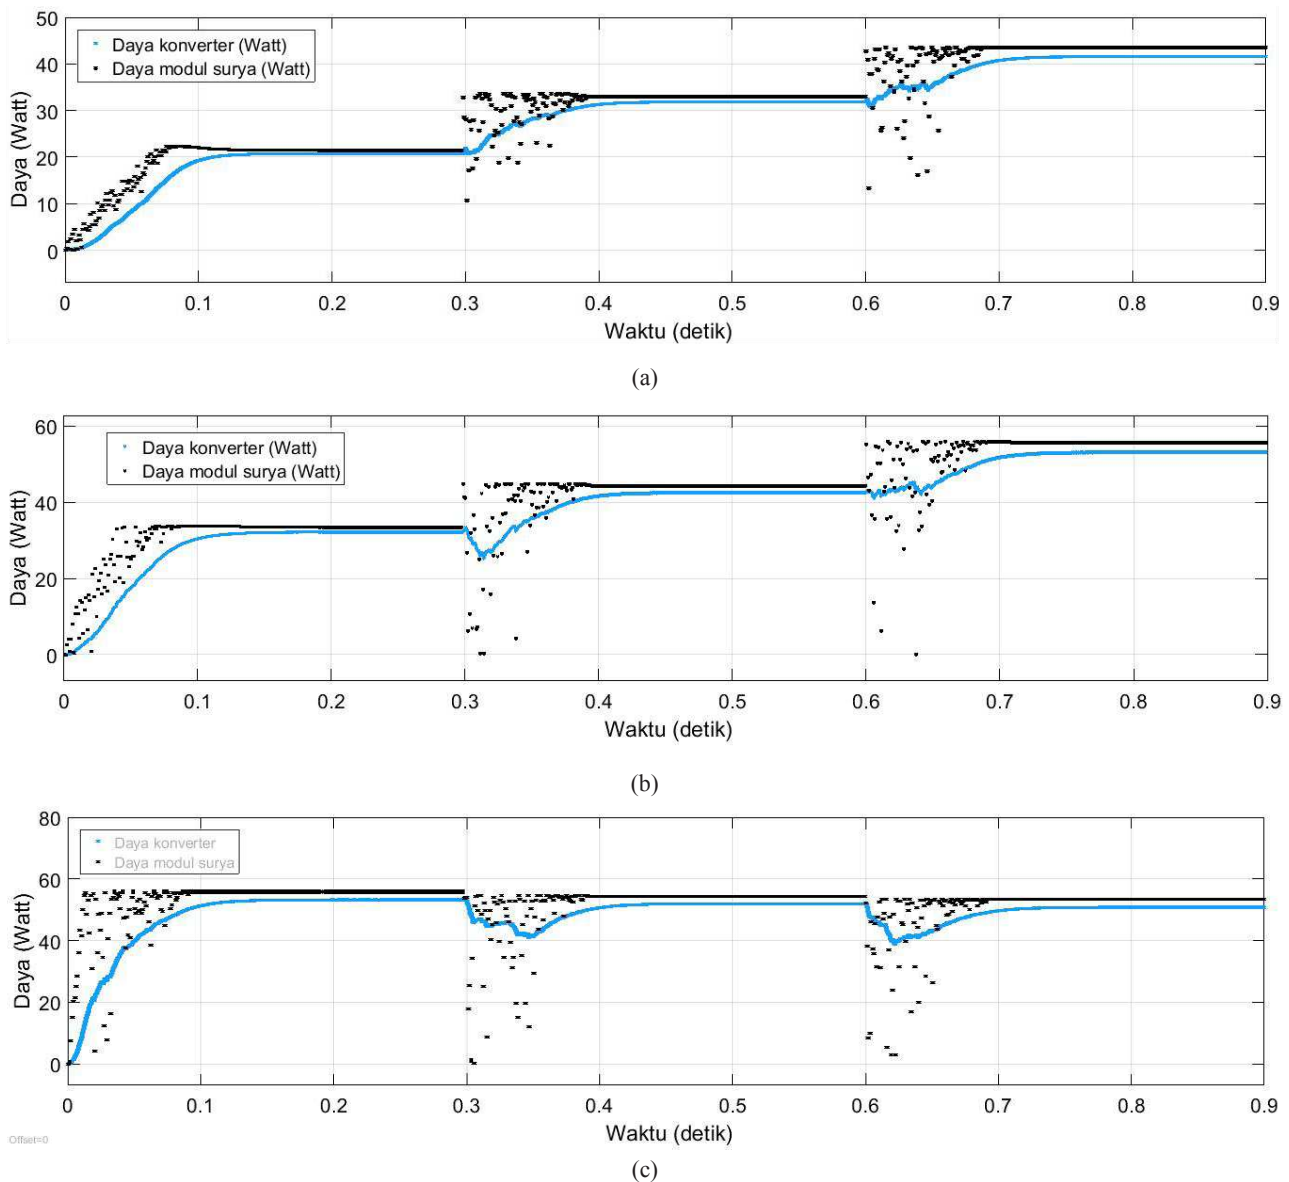 50
40
30
20
10
0
Daya (Watt)
Daya konverter (Watt)
Daya modul surya (Watt)
0 0.1 0.2 0.3 0.4 0.5 0.6 0.7 0.8 0.9
Waktu (detik)
(a)
60
40
20
0
Daya (Watt)
Daya konverter (Watt)
Daya modul surya (Watt)
0 0.1 0.2 0.3 0.4 0.5 0.6 0.7 0.8 0.9
Waktu (detik)
(b)
80
60
40
20
0
Daya (Watt)
Daya konverter
Daya modul surya
0 0.1 0.2 0.3 0.4 0.5 0.6 0.7 0.8 0.9
Waktu (detik)
Offset=0
(c)